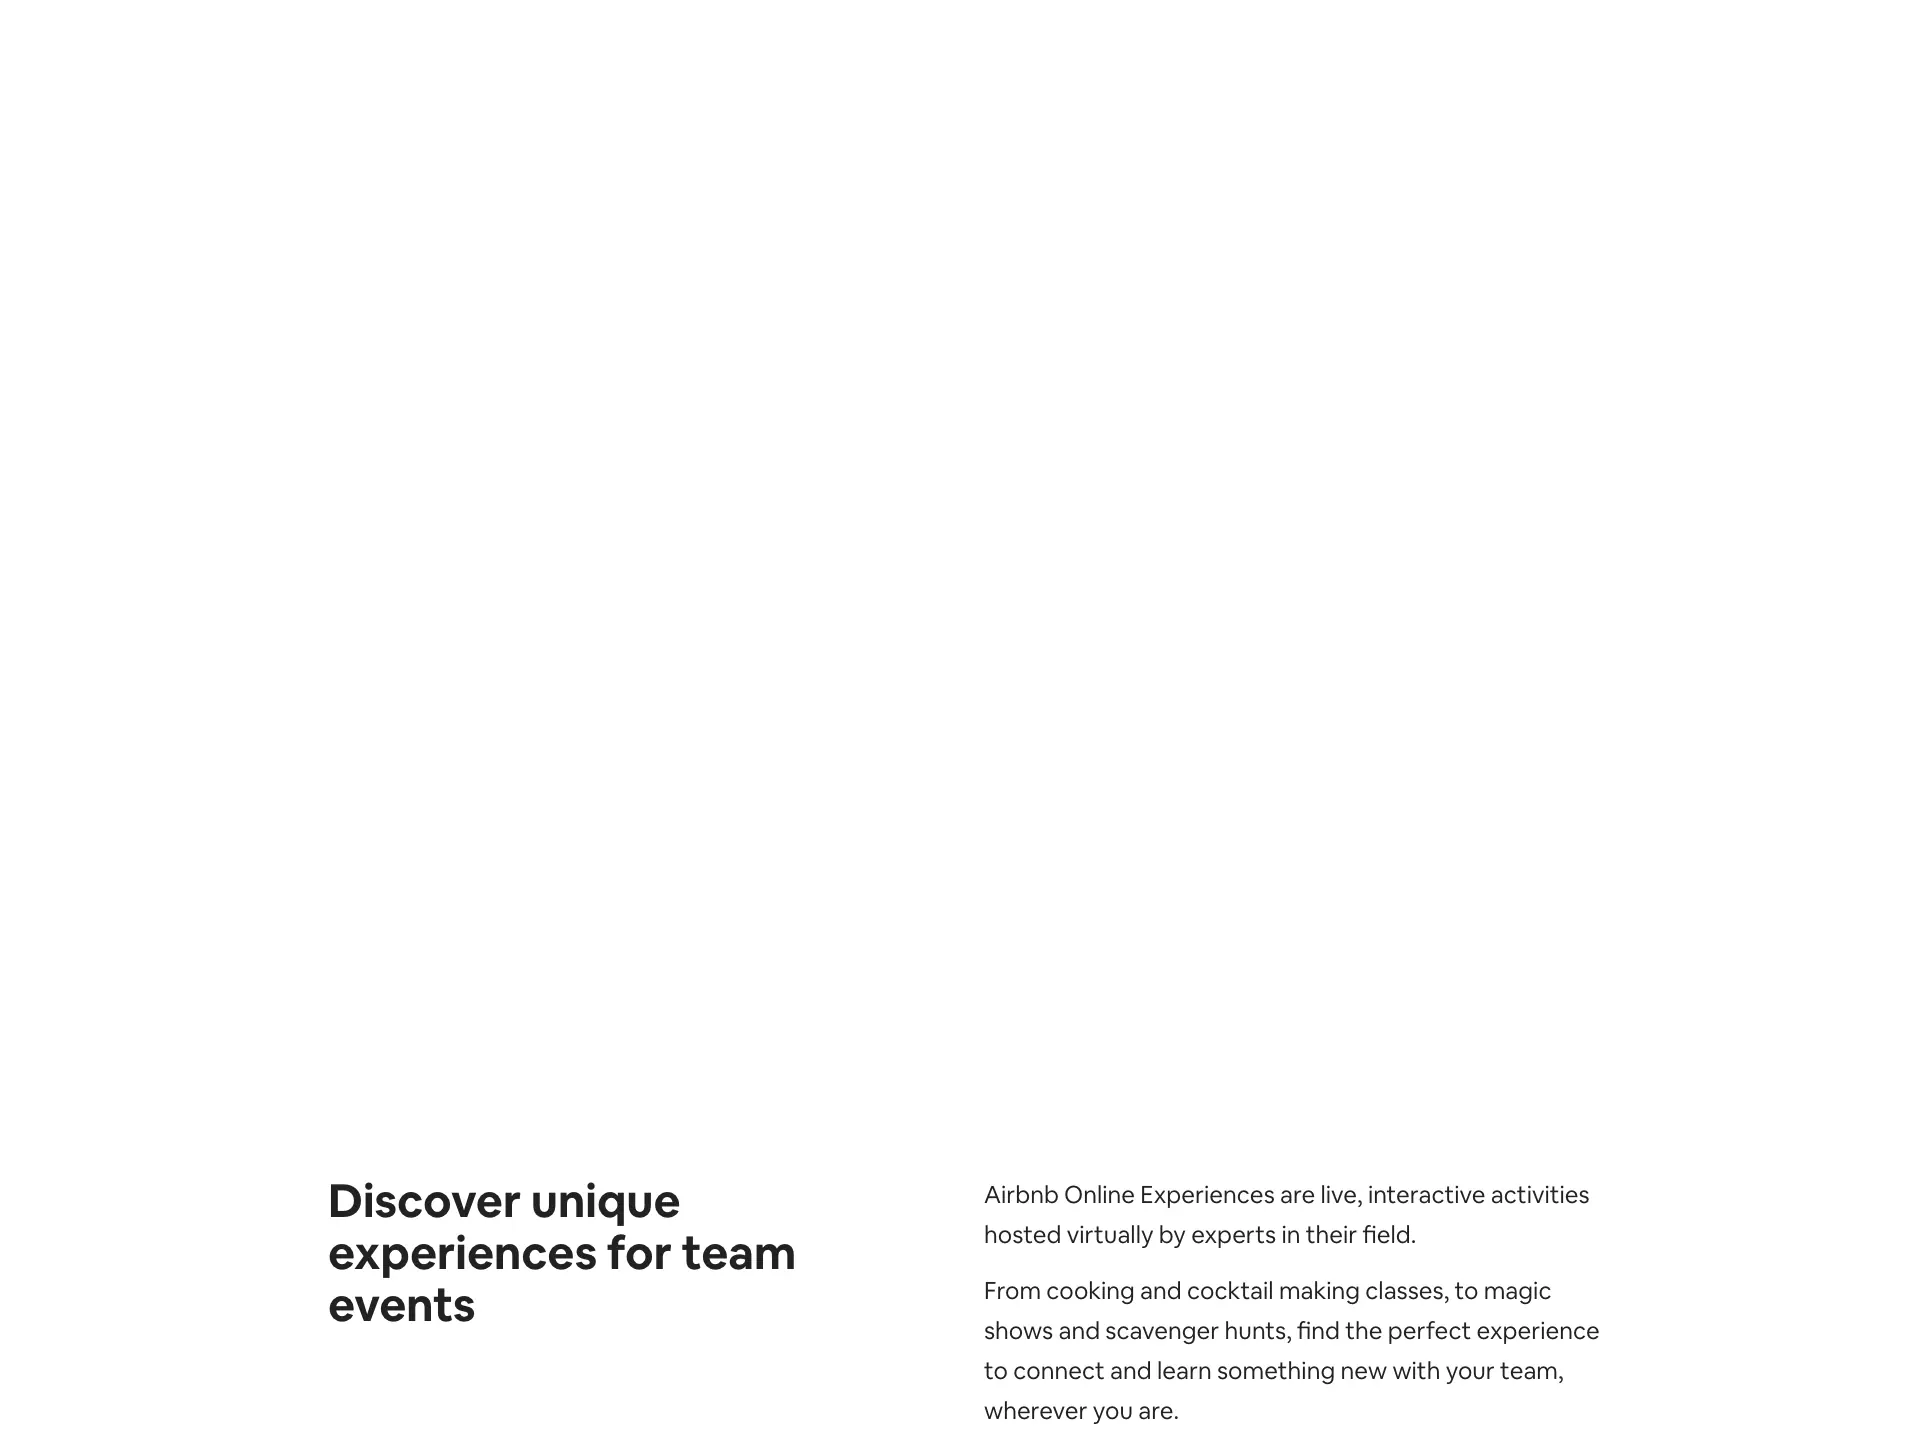 Discover unique
experiences for team
events
Airbnb Online Experiences are live, interactive activities
hosted virtually by experts in their field.
From cooking and cocktail making classes, to magic
shows and scavenger hunts, find the perfect experience
to connect and learn something new with your team,
wherever you are.